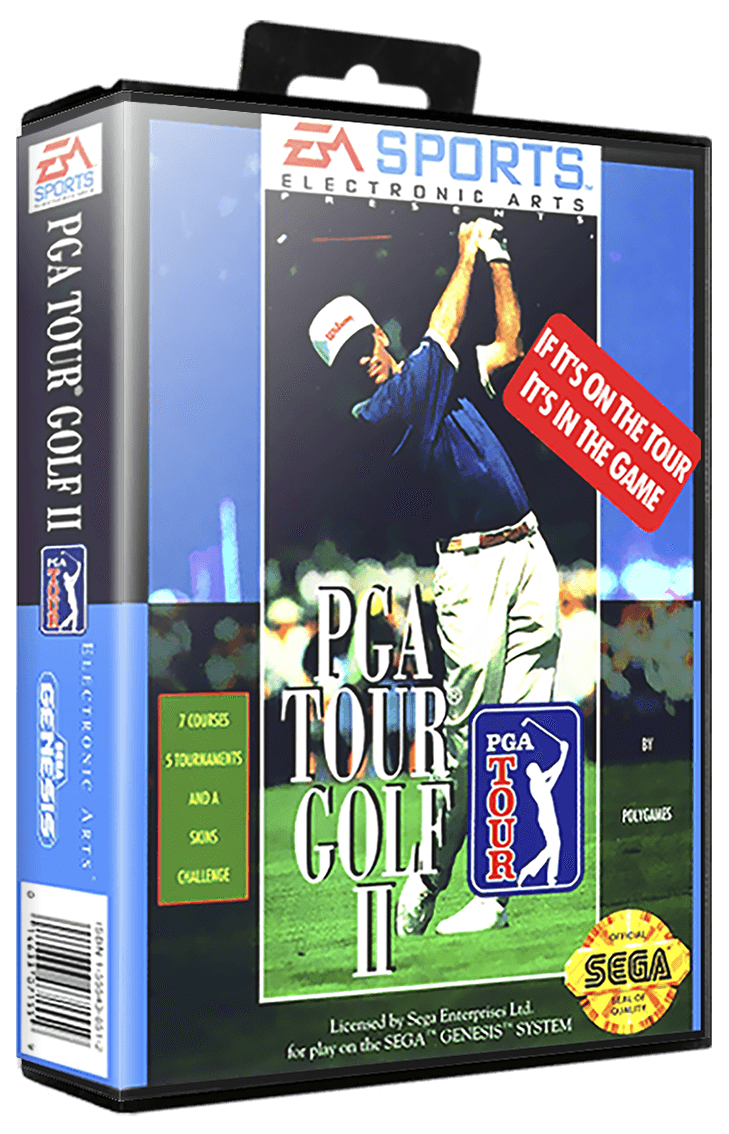 EA SPORTS™
ELECTRONIC ARTS
PRESENTS
Wilson
IF IT'S ON THE TOUR
IT'S IN THE GAME
PGA
TOUR®
GOLF
II
PGA
TOUR
7 COURSES
5 TOURNAMENTS
AND A
SKINS
CHALLENGE
BY
POLYGAMES
OFFICIAL
SEGA
SEAL OF
QUALITY
Licensed by Sega Enterprises Ltd.
for play on the SEGA™ GENESIS™ SYSTEM
EA
SPORTS
PGA TOUR® GOLF II
PGA
TOUR
ELECTRONIC ARTS®
SEGA
GENESIS